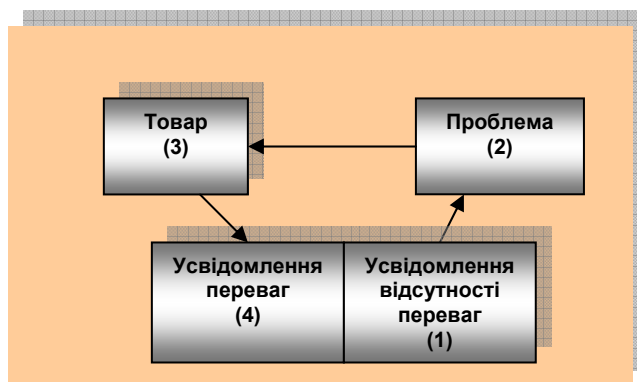 Товар
(3)
Проблема
(2)
Усвідомлення
переваг
(4)
Усвідомлення
відсутності
переваг
(1)